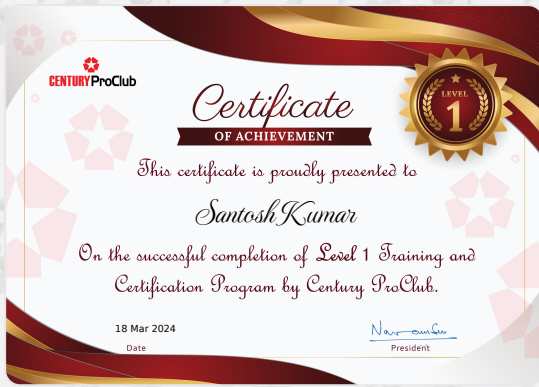 CENTURY ProClub
Certificate
OF ACHIEVEMENT
LEVEL
1
This certificate is proudly presented to
Santosh Kumar
On the successful completion of Level 1 Training and
Certification Program by Century ProClub.
18 Mar 2024
Date
President